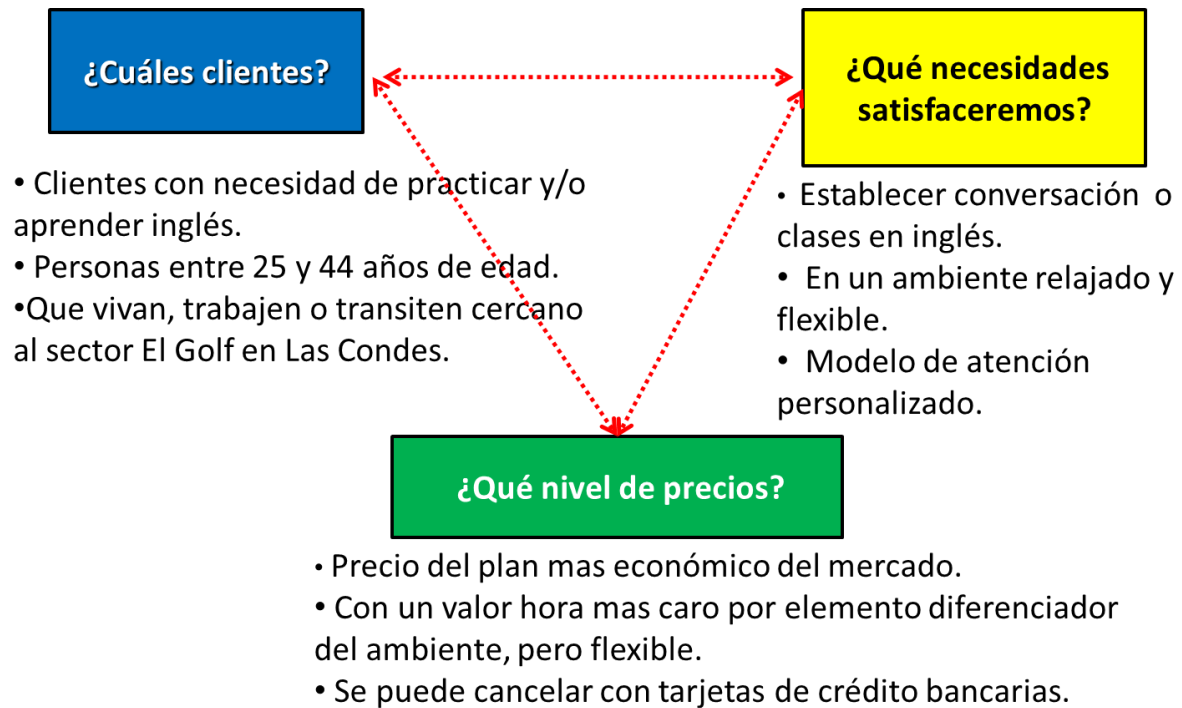 ¿Cuáles clientes?
• Clientes con necesidad de practicar y/o
aprender inglés.
• Personas entre 25 y 44 años de edad.
•Que vivan, trabajen o transiten cercano
al sector El Golf en Las Condes.
¿Qué necesidades
satisfaceremos?
• Establecer conversación o
clases en inglés.
• En un ambiente relajado y
flexible.
• Modelo de atención
personalizado.
¿Qué nivel de precios?
• Precio del plan mas económico del mercado.
• Con un valor hora mas caro por elemento diferenciador
del ambiente, pero flexible.
• Se puede cancelar con tarjetas de crédito bancarias.